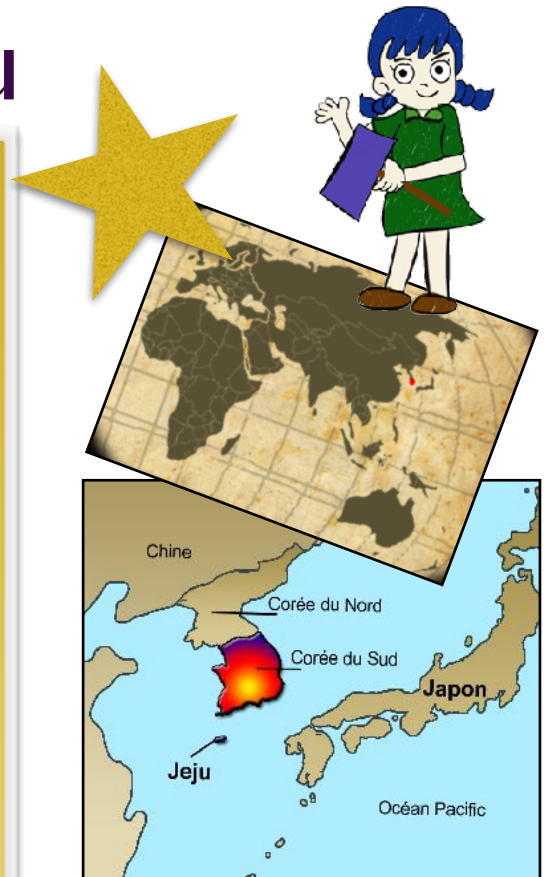 Chine
Corée du Nord
Corée du Sud
Japon
Jeju
Océan Pacific